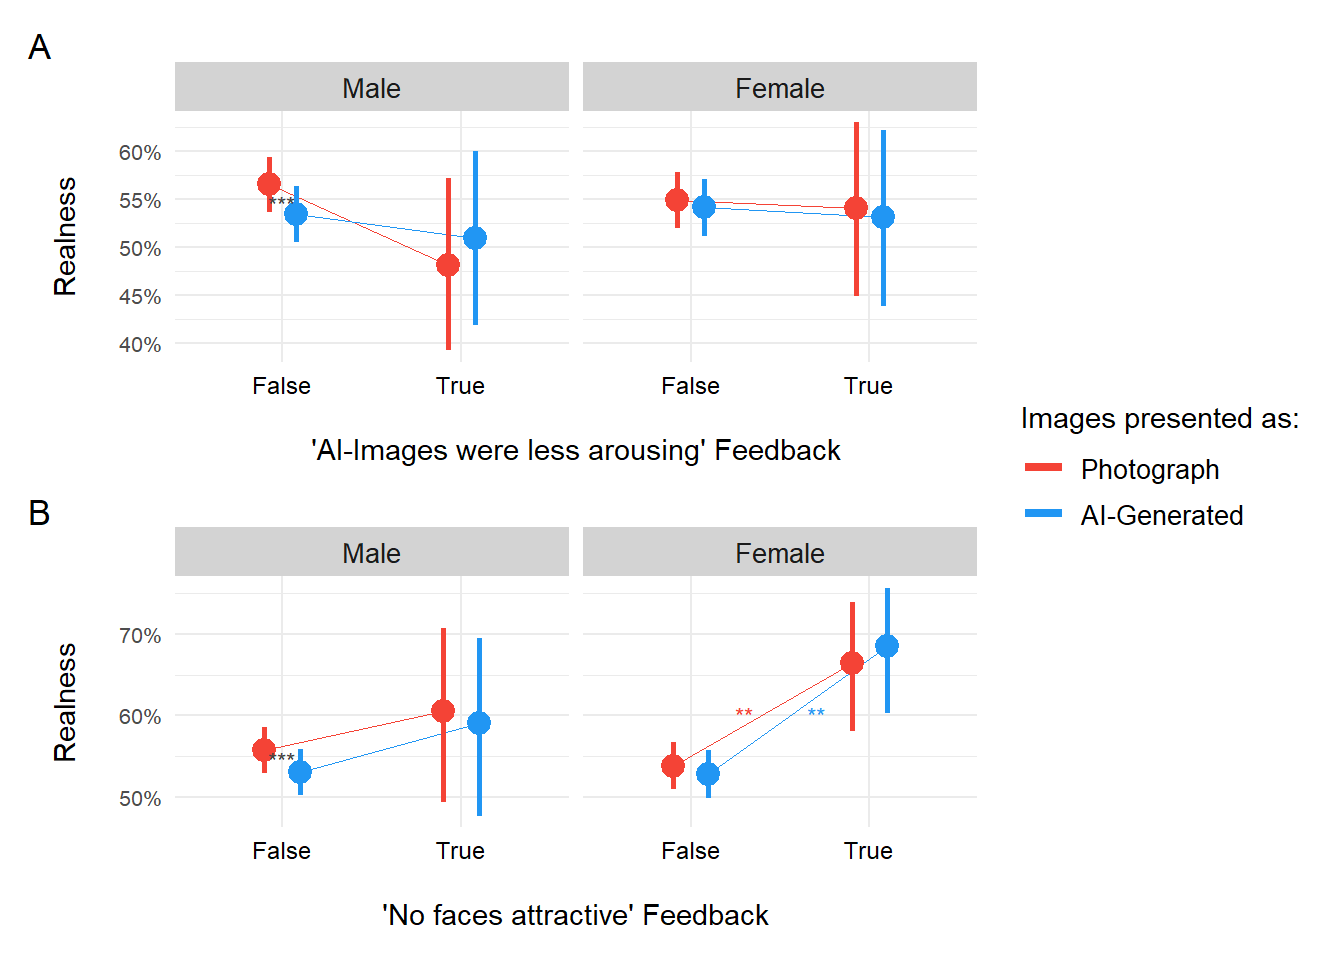 A
Male Female
60%
55%
50%
45%
40%
Realness
***
False True False True
'AI-Images were less arousing' Feedback
Images presented as:
Photograph
AI-Generated
B
Male Female
70%
60%
50%
Realness
***
** **
False True False True
'No faces attractive' Feedback